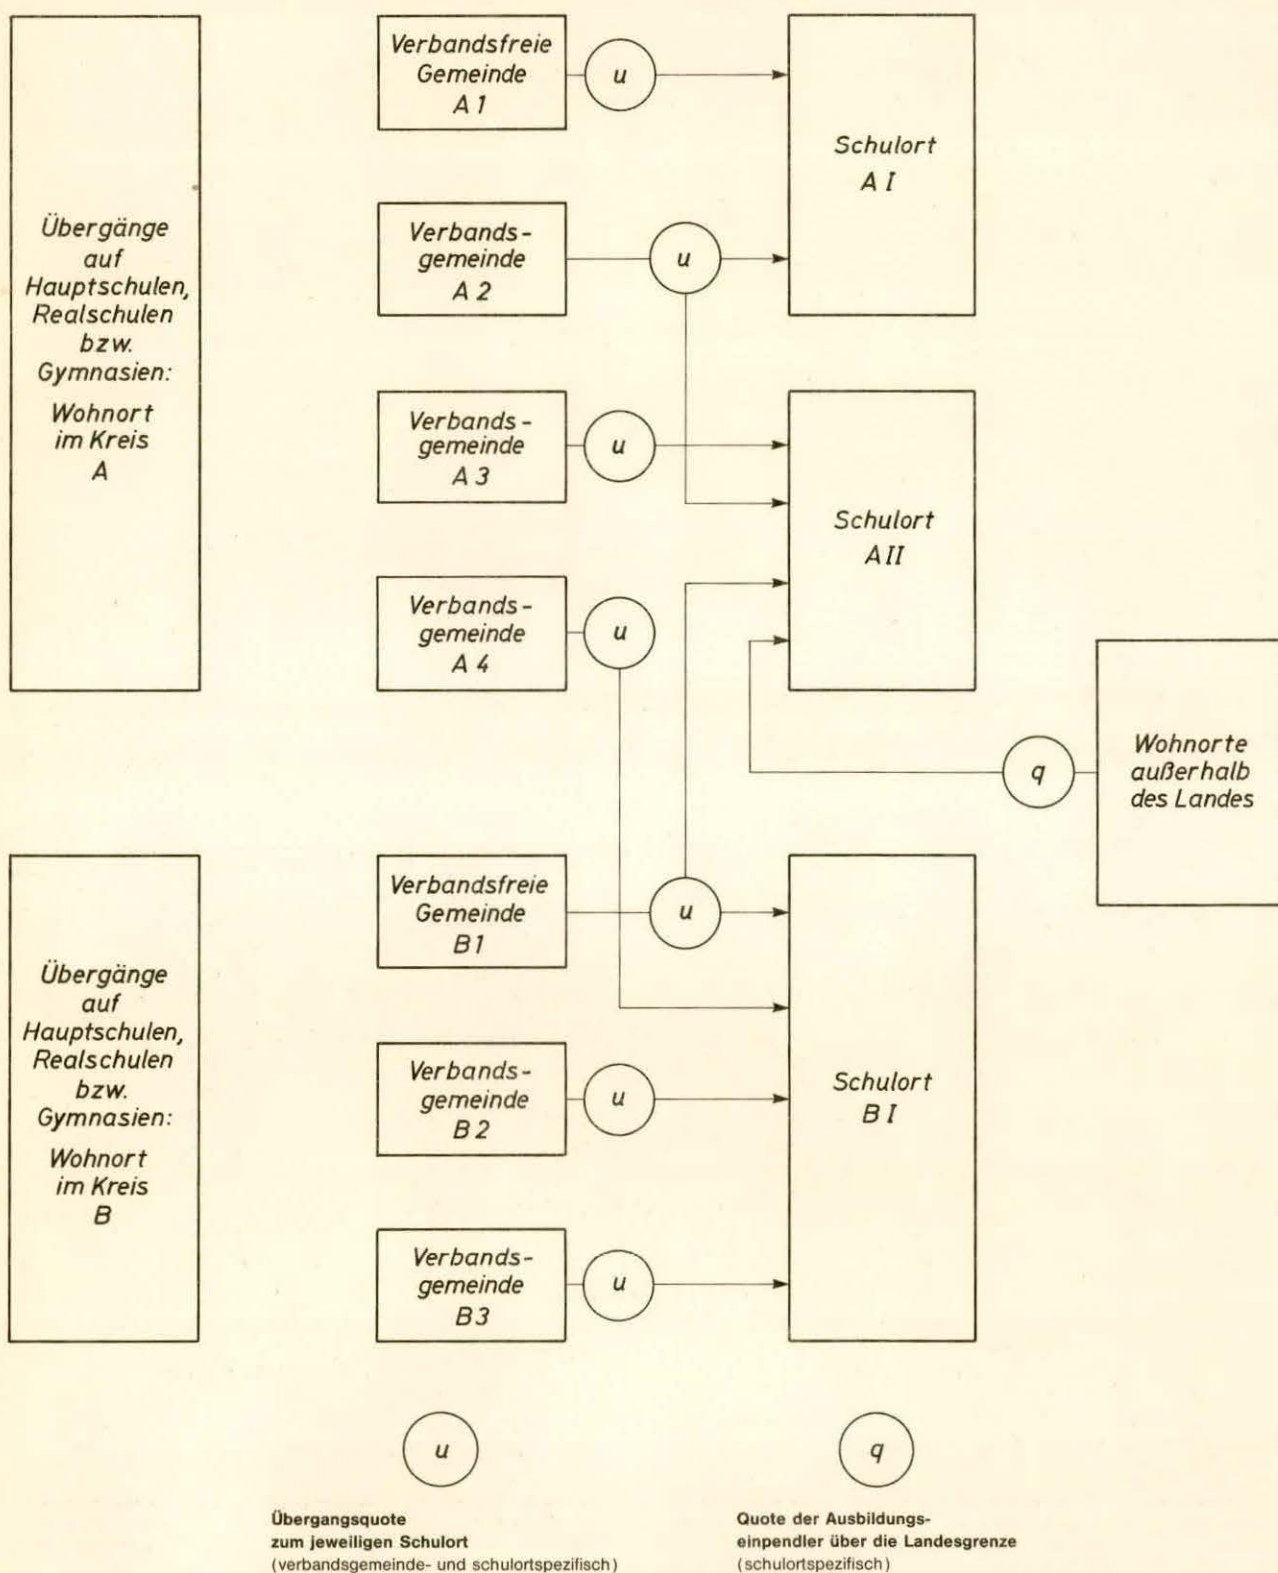 Übergänge
auf
Hauptschulen,
Realschulen
bzw.
Gymnasien:
Wohnort
im Kreis
A
Verbandsfreie
Gemeinde
A 1
u
Verbands-
gemeinde
A 2
u
Verbands-
gemeinde
A 3
u
Verbands-
gemeinde
A 4
u
Schulort
A I
Schulort
A II
Wohnorte
außerhalb
des Landes
q
Übergänge
auf
Hauptschulen,
Realschulen
bzw.
Gymnasien:
Wohnort
im Kreis
B
Verbandsfreie
Gemeinde
B1
u
Verbands-
gemeinde
B2
u
Verbands-
gemeinde
B3
u
Schulort
B I
u
Übergangsquote
zum jeweiligen Schulort
(verbandsgemeinde- und schulortspezifisch)
q
Quote der Ausbildungs-
einpendler über die Landesgrenze
(schulortspezifisch)